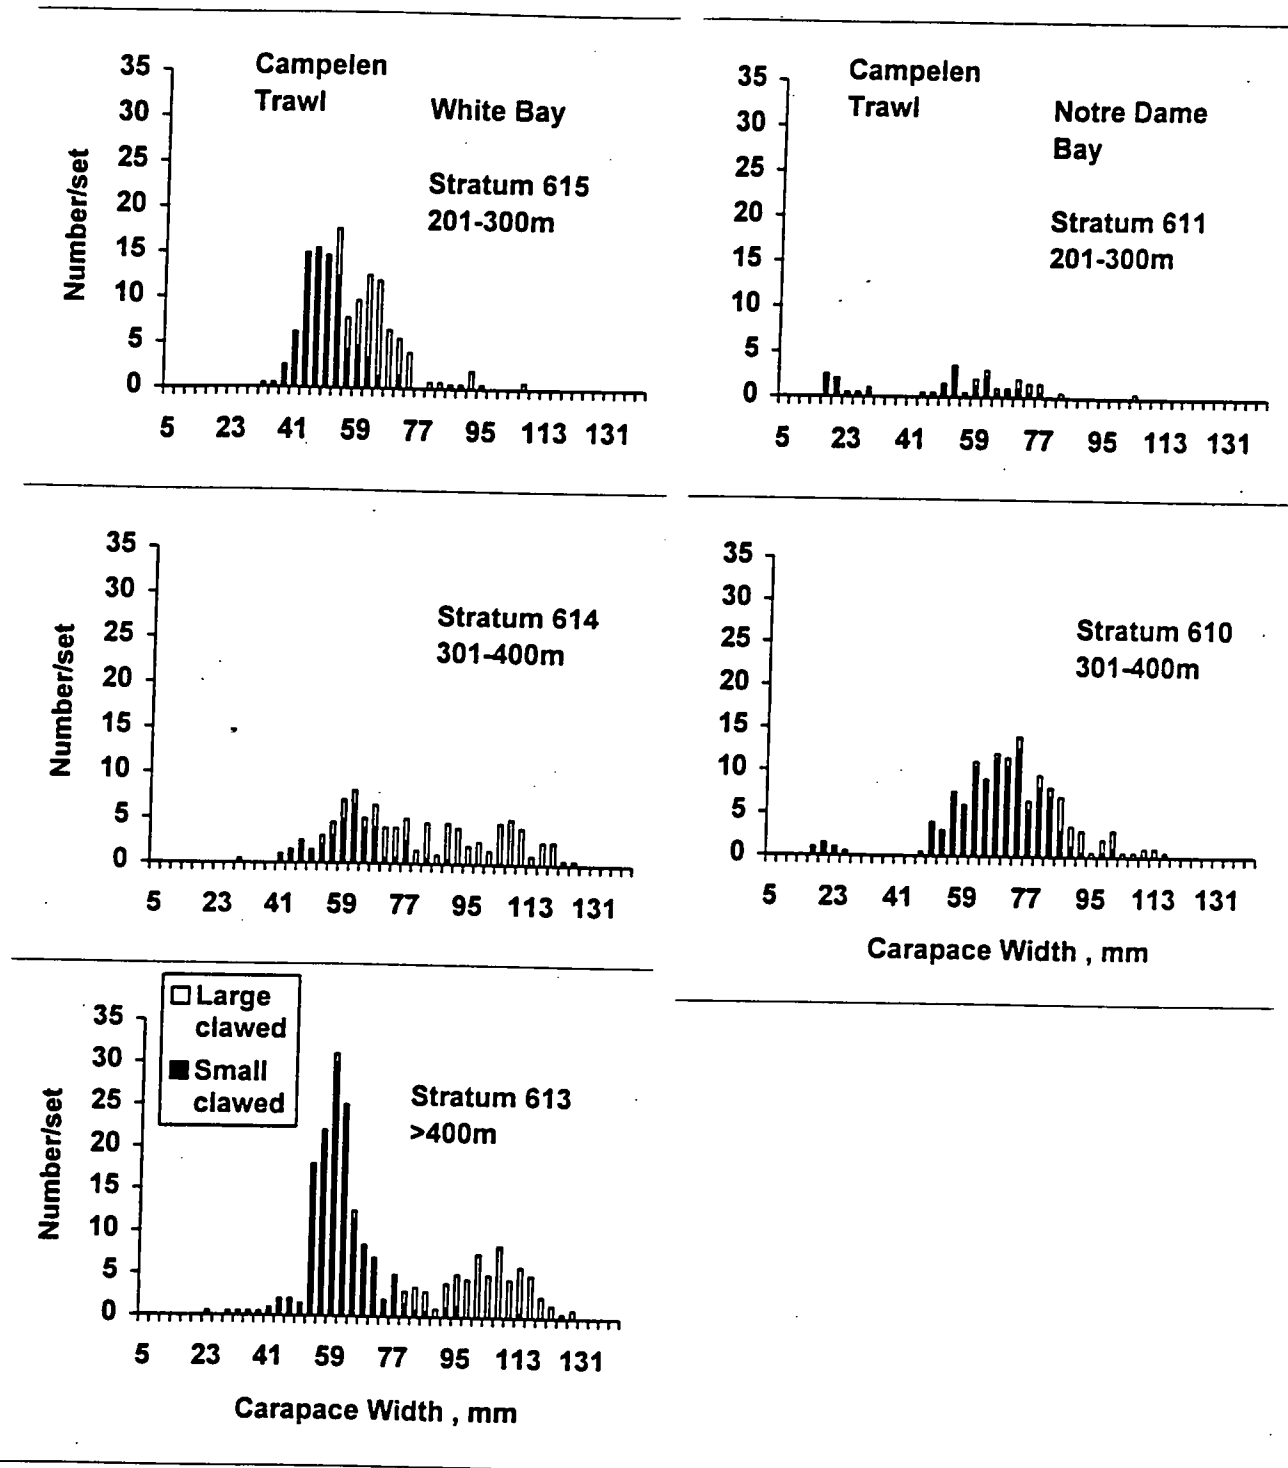 Campelen
Trawl
White Bay
Stratum 615
201-300m
Number/set
35
30
25
20
15
10
5
0
5 23 41 59 77 95 113 131
Campelen
Trawl
Notre Dame
Bay
Stratum 611
201-300m
35
30
25
20
15
10
5
0
5 23 41 59 77 95 113 131
Stratum 614
301-400m
Number/set
35
30
25
20
15
10
5
0
5 23 41 59 77 95 113 131
Stratum 610
301-400m
35
30
25
20
15
10
5
0
5 23 41 59 77 95 113 131
Carapace Width , mm
Large
clawed
Small
clawed
Stratum 613
>400m
Number/set
35
30
25
20
15
10
5
0
5 23 41 59 77 95 113 131
Carapace Width , mm